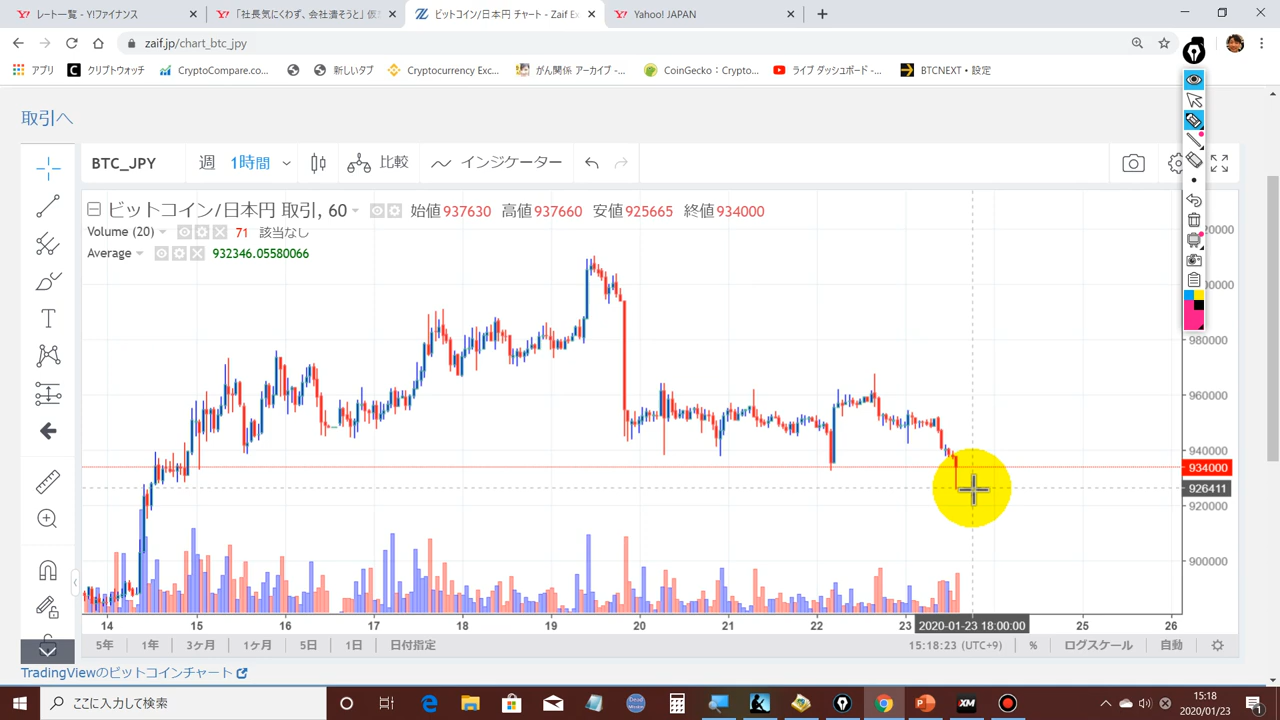 レート一覧 - YIファイナンス
「社長気にくわず、会社潰そうと」仮
ビットコイン/日本円 チャート - Zaif Ex
Yahoo! JAPAN
zaif.jp/chart_btc_jpy
アプリ
クリプトウォッチ
CryptoCompare.co...
新しいタブ
Cryptocurrency Exc...
がん関係 アーカイブ -...
CoinGecko：Crypto...
ライブ ダッシュボード -...
BTCNEXT • 設定
取引へ
BTC_JPY 週 1時間 比較 インジケーター
ビットコイン/日本円 取引, 60 始値 937630 高値 937660 安値 925665 終値 934000
Volume (20) 71 該当なし
Average 932346.05580066
980000
960000
940000
934000
926411
920000
900000
14 15 16 17 18 19 20 21 22 23 2020-01-23 18:00:00 25 26
5年 1年 3ヶ月 1ヶ月 5日 1日 日付指定 15:18:23 (UTC+9) % ログスケール 自動
TradingViewのビットコインチャート
ここに入力して検索
XM
15:18
2020/01/23